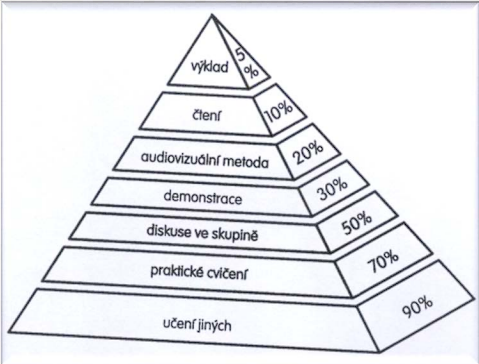 výklad 5 %
čtení 10%
audiovizuální metoda 20%
demonstrace 30%
diskuse ve skupině 50%
praktické cvičení 70%
učení jiných 90%